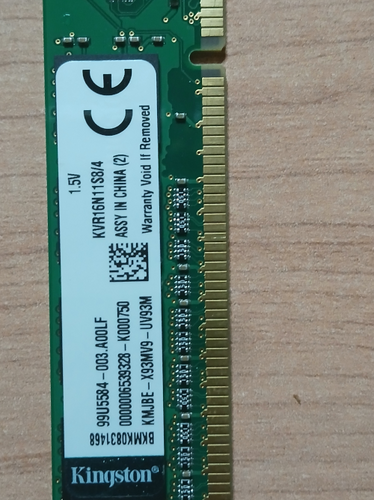 1.5V
KVR16N11S8/4
ASSY IN CHINA (2)
Warranty Void If Removed
99U5584-003.A00LF
0000006539328-K000750
KMJBE-X93MV9-UV93M
BKMK0831468
Kingston